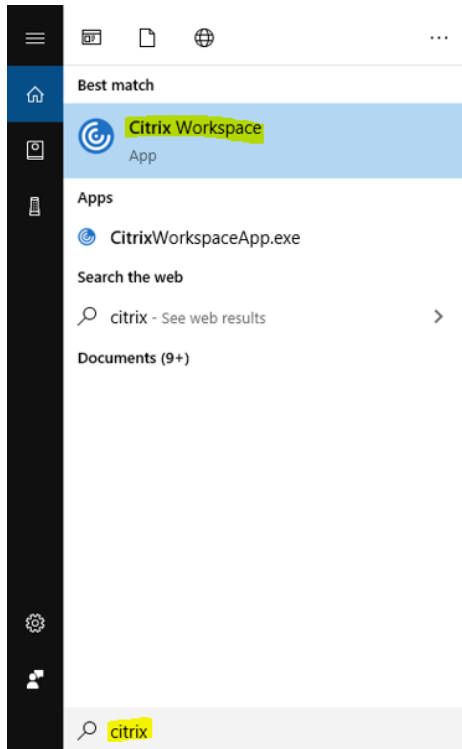 Best match
Citrix Workspace
App
Apps
CitrixWorkspaceApp.exe
Search the web
citrix - See web results
Documents (9+)
citrix